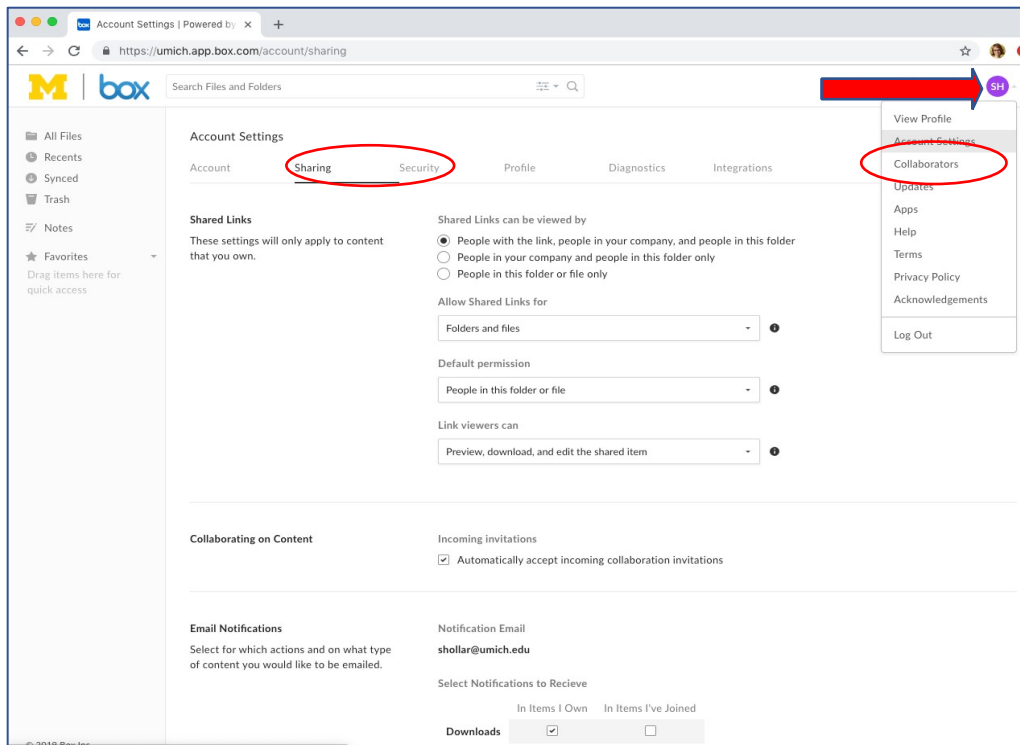 box Account Settings | Powered by
https://umich.app.box.com/account/sharing
M box Search Files and Folders SH
All Files
Recents
Synced
Trash
Notes
Favorites
Drag items here for
quick access
Account Settings
Account Sharing Security Profile Diagnostics Integrations
Shared Links
These settings will only apply to content
that you own.
Shared Links can be viewed by
People with the link, people in your company, and people in this folder
People in your company and people in this folder only
People in this folder or file only
Allow Shared Links for
Folders and files
Default permission
People in this folder or file
Link viewers can
Preview, download, and edit the shared item
Collaborating on Content
Incoming invitations
Automatically accept incoming collaboration invitations
Email Notifications
Select for which actions and on what type
of content you would like to be emailed.
Notification Email
shollar@umich.edu
Select Notifications to Recieve
In Items I Own In Items I've Joined
Downloads
View Profile
Account Settings
Collaborators
Updates
Apps
Help
Terms
Privacy Policy
Acknowledgements
Log Out
© 2019 Box Inc